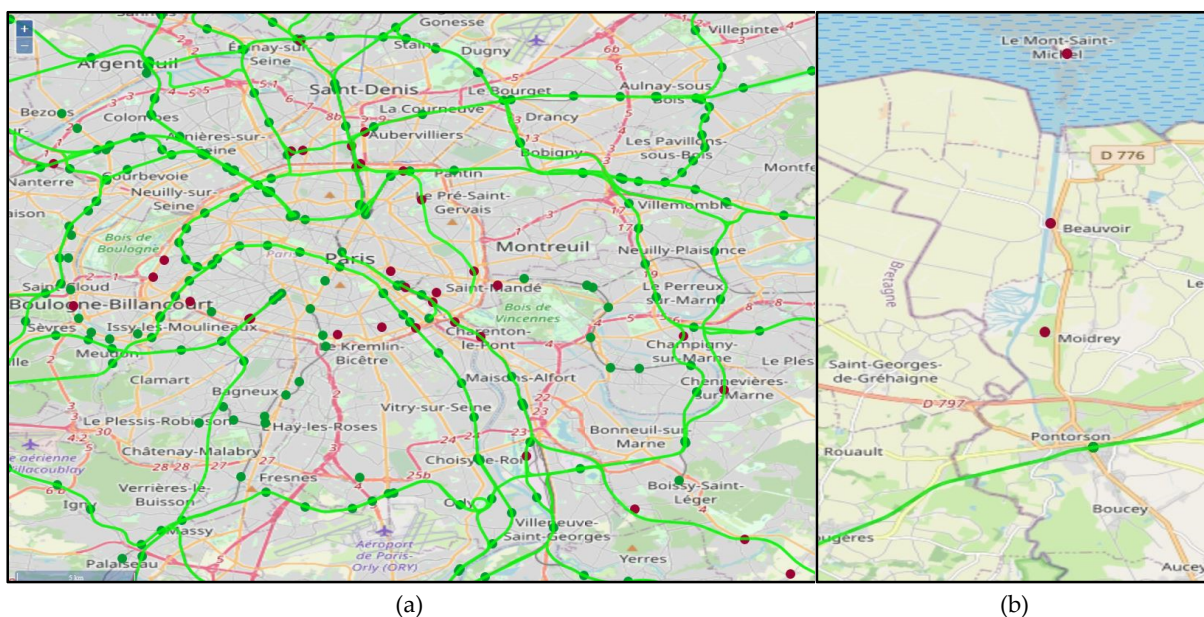 Sannois
Gonesse
Villepinte
Épinay-sur-
Seine
Stains
Dugny
Argenteuil
Saint-Denis
Le Bourget
Aulnay-sous-
Bois
Bezons
Colombes
La Courneuve
Drancy
Aubervilliers
Asnières-sur-
Seine
Bobigny
Les Pavillons-
sous-Bois
Courbevoie
Nanterre
Neuilly-sur-
Seine
Pantin
Le Pré-Saint-
Gervais
Villemomble
Montreuil
Neuilly-Plaisance
Bois de
Boulogne
Paris
Paris
Saint-Cloud
Saint-Mandé
Le Perreux
sur-Marne
Boulogne-Billancourt
Bois de
Vincennes
Sèvres
Issy-les-Moulineaux
Charenton-
le-Pont
Champigny-
sur-Marne
Meudon
Le Kremlin-
Bicêtre
Clamart
Maisons-Alfort
Chennevières-
sur-Marne
Bagneux
Vitry-sur-Seine
Le Plessis-Robinson
Haÿ-les-Roses
Bonneuil-sur-
Marne
Châtenay-Malabry
Choisy-le-Roi
Fresnes
Boissy-Saint-
Léger
Verrières-le-
Buisson
Igny
Orly
Massy
Villeneuve-
Saint-Georges
Aéroport
de Paris-
Orly (ORY)
Yerres
Palaiseau
Le Mont-Saint-
Michel
D 776
Beauvoir
Bretagne
Moidrey
Saint-Georges-
de-Gréhaigne
D 797
Pontorson
Rouault
Boucey
ougères
Aucey
(a)
(b)